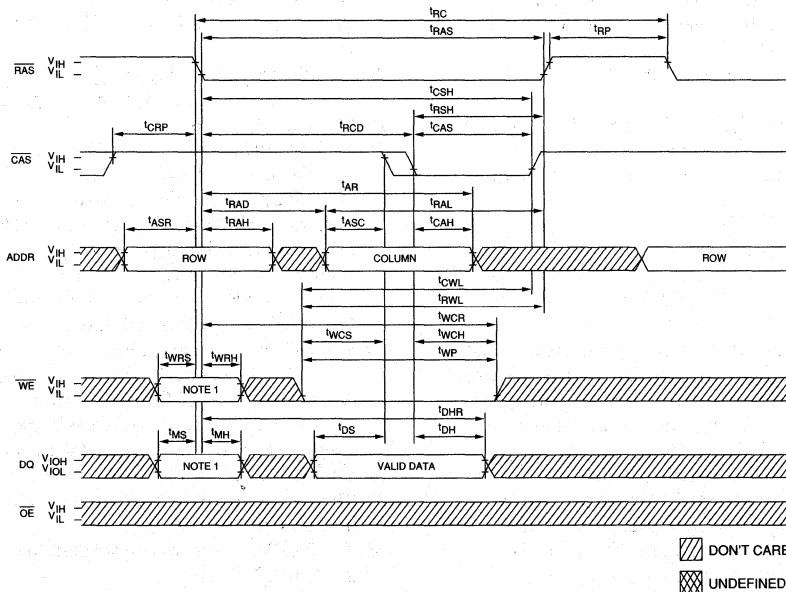 tRC
tRAS
tRP
RAS VIH
VIL
tCSH
tRSH
tCRP
tRCD
tCAS
CAS VIH
VIL
tAR
tRAD
tRAL
tASR
tRAH
tASC
tCAH
ADDR VIH
VIL
ROW
COLUMN
ROW
tCWL
tRWL
tWCR
tWCS
tWCH
tWP
tWRS
tWRH
WE VIH
VIL
NOTE 1
tDHR
tMS
tMH
tDS
tDH
DQ VIOH
VIOL
NOTE 1
VALID DATA
OE VIH
VIL
DON'T CARE
UNDEFINED